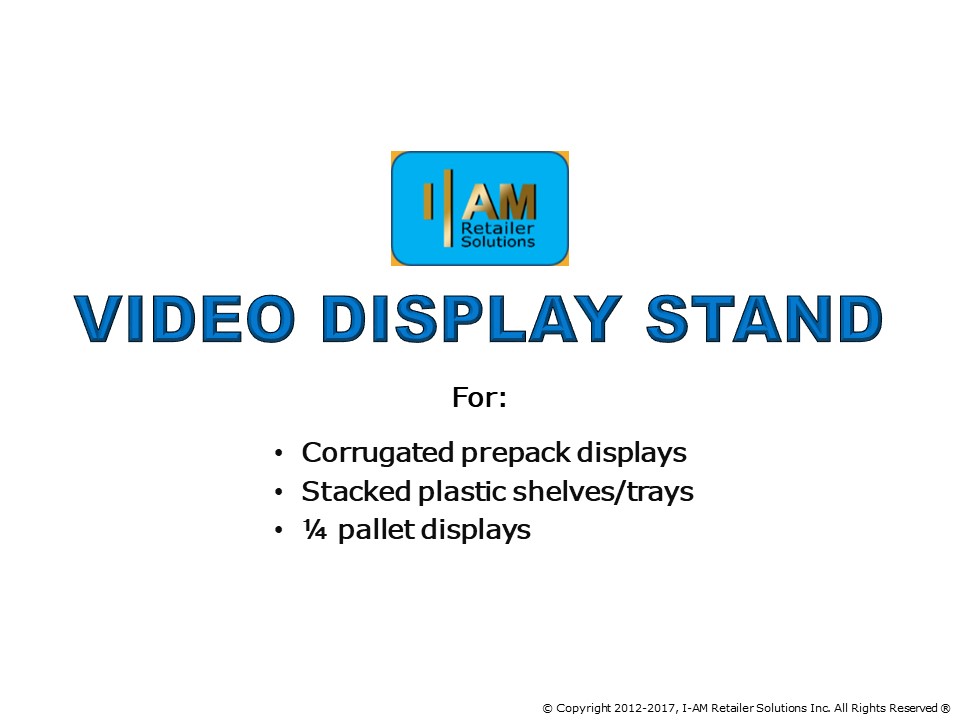 I AM
Retailer
Solutions
VIDEO DISPLAY STAND
For:
• Corrugated prepack displays
• Stacked plastic shelves/trays
• ¼ pallet displays
© Copyright 2012-2017, I-AM Retailer Solutions Inc. All Rights Reserved ®